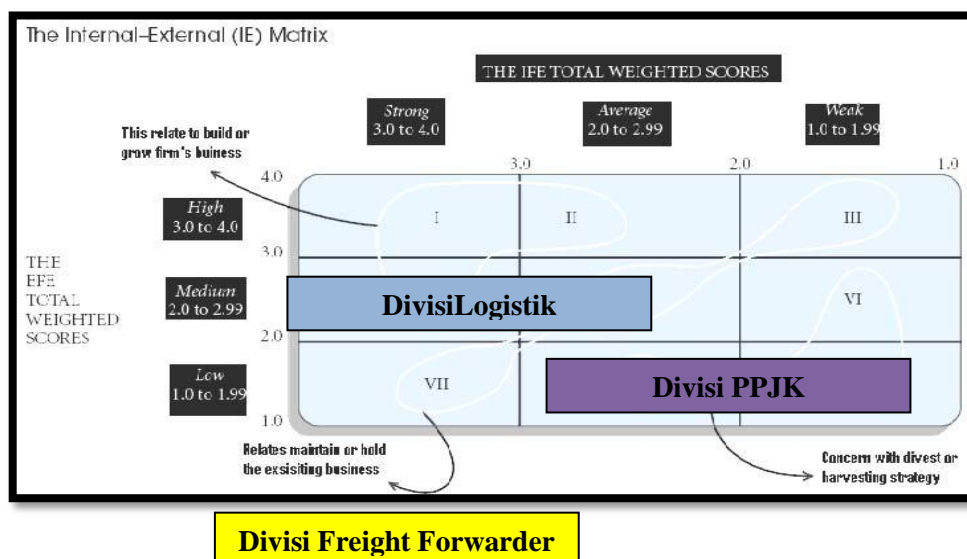 The Internal-External (IE) Matrix
THE IFE TOTAL WEIGHTED SCORES
Strong
3.0 to 4.0
Average
2.0 to 2.99
Weak
1.0 to 1.99
This relate to build or
grow firm's buiness
3.0
2.0
1.0
4.0
High
3.0 to 4.0
I
II
III
3.0
THE
EFE
TOTAL
WEIGHTED
SCORES
Medium
2.0 to 2.99
DivisiLogistik
VI
2.0
Low
1.0 to 1.99
VII
Divisi PPJK
1.0
Relates maintain or hold
the exsisiting business
Concern with divest or
harvesting strategy
Divisi Freight Forwarder